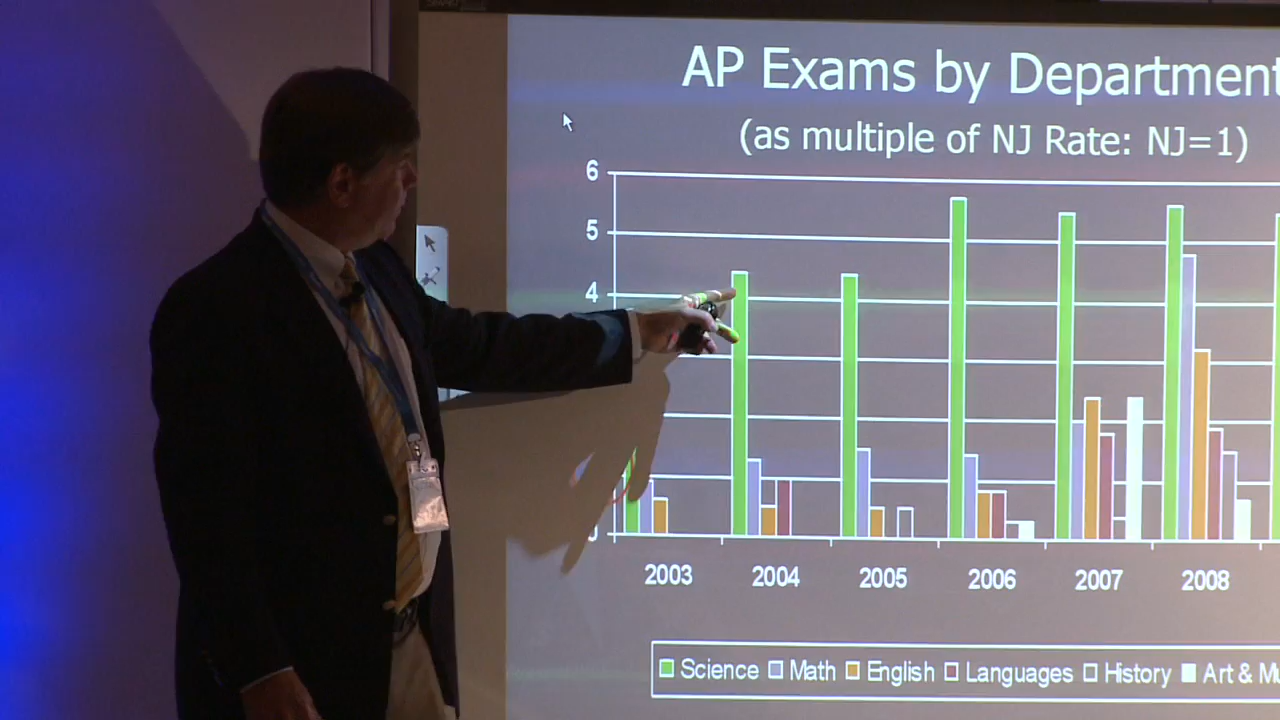 AP Exams by Department
(as multiple of NJ Rate: NJ=1)
6
5
4
2003 2004 2005 2006 2007 2008
Science Math English Languages History Art &